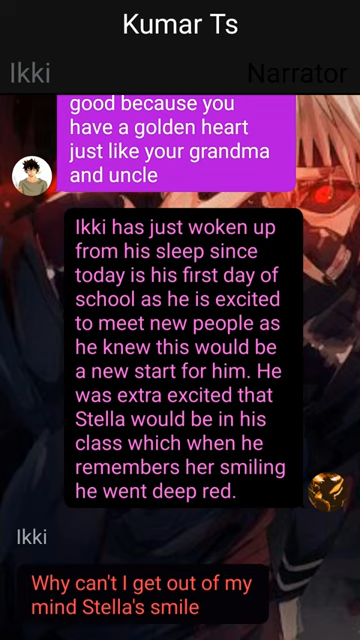 Kumar Ts
Ikki
Narrator
good because you
have a golden heart
just like your grandma
and uncle
Ikki has just woken up
from his sleep since
today is his first day of
school as he is excited
to meet new people as
he knew this would be
a new start for him. He
was extra excited that
Stella would be in his
class which when he
remembers her smiling
he went deep red.
Ikki
Why can't I get out of my
mind Stella's smile